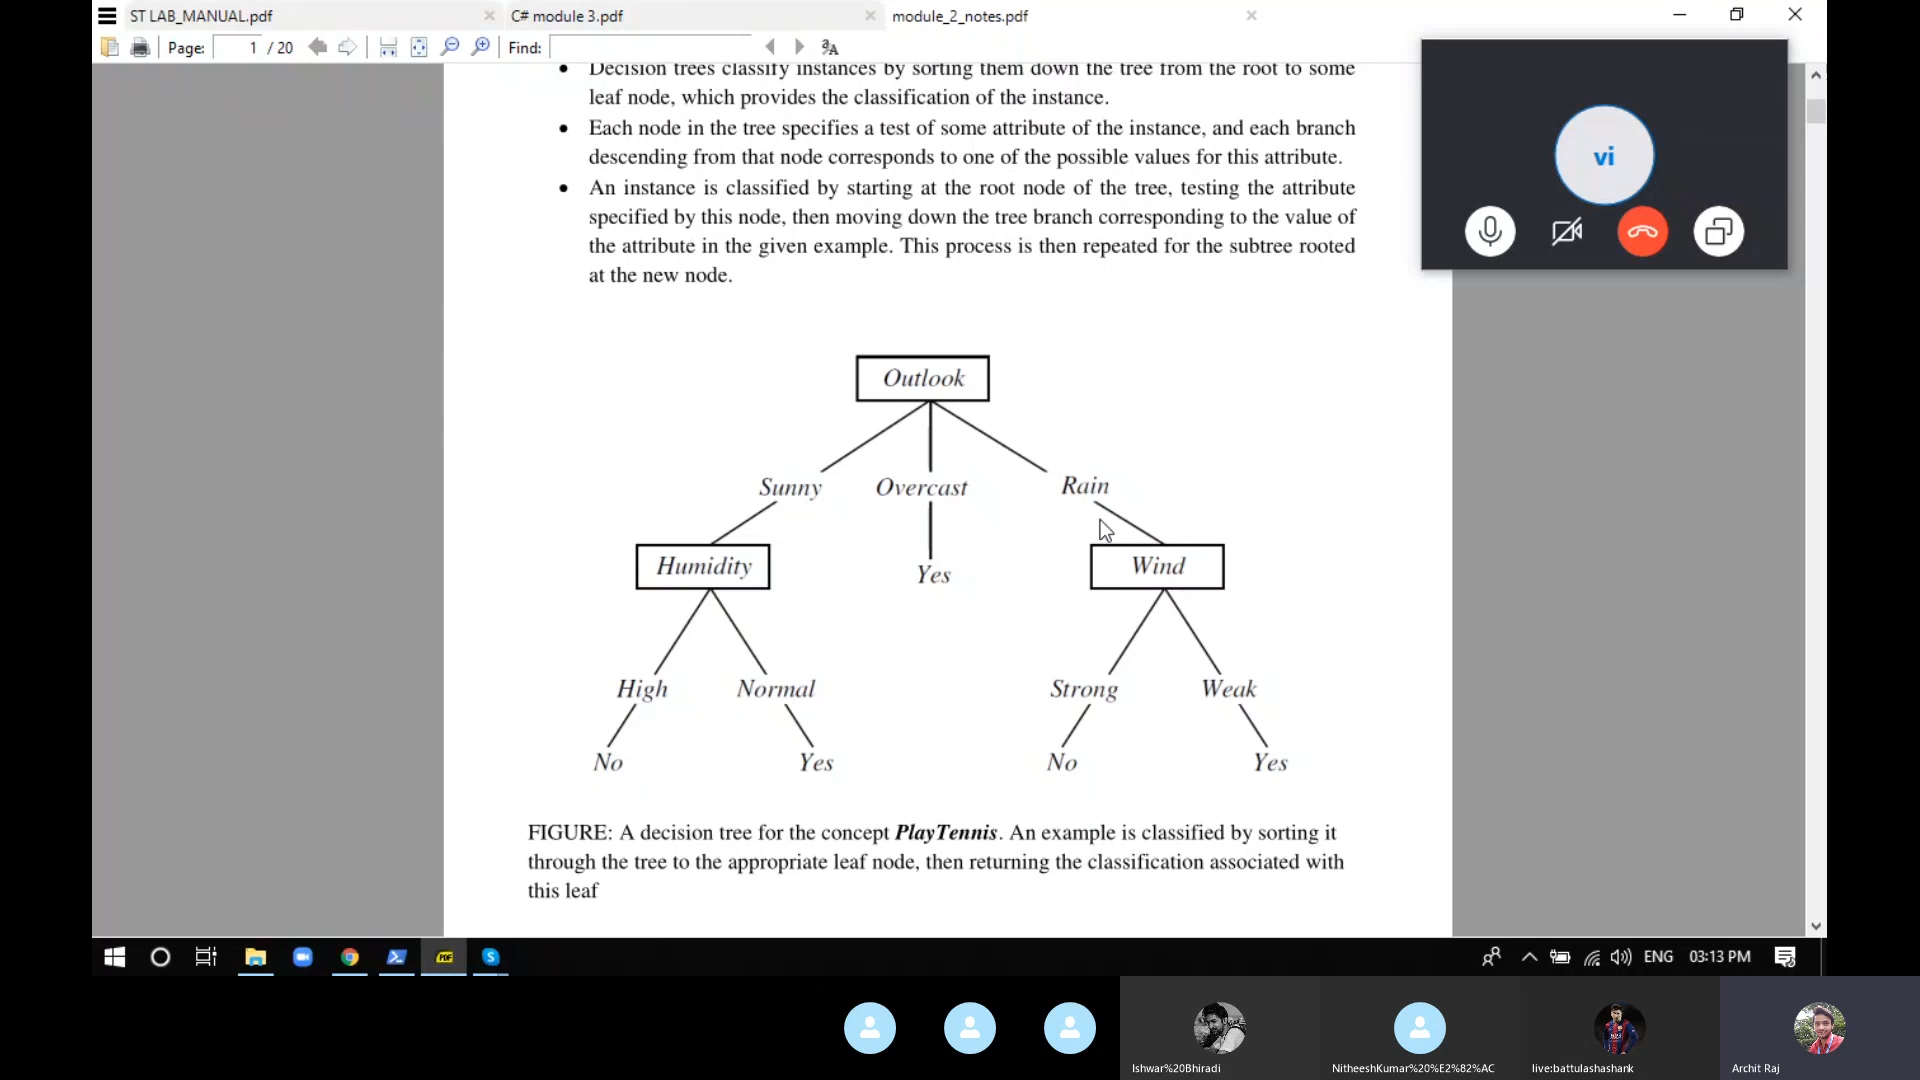 ST LAB_MANUAL.pdf
C# module 3.pdf
module_2_notes.pdf
Page: 1 / 20
Find:
Decision trees classify instances by sorting them down the tree from the root to some
leaf node, which provides the classification of the instance.
Each node in the tree specifies a test of some attribute of the instance, and each branch
descending from that node corresponds to one of the possible values for this attribute.
An instance is classified by starting at the root node of the tree, testing the attribute
specified by this node, then moving down the tree branch corresponding to the value of
the attribute in the given example. This process is then repeated for the subtree rooted
at the new node.
vi
Outlook
Sunny Overcast Rain
Humidity Yes Wind
High Normal Strong Weak
No Yes No Yes
FIGURE: A decision tree for the concept PlayTennis. An example is classified by sorting it
through the tree to the appropriate leaf node, then returning the classification associated with
this leaf
PDF
S
ENG 03:13 PM
Ishwar%20Bhiradi
NitheeshKumar%20%E2%82%AC
live:battulashashank
Archit Raj